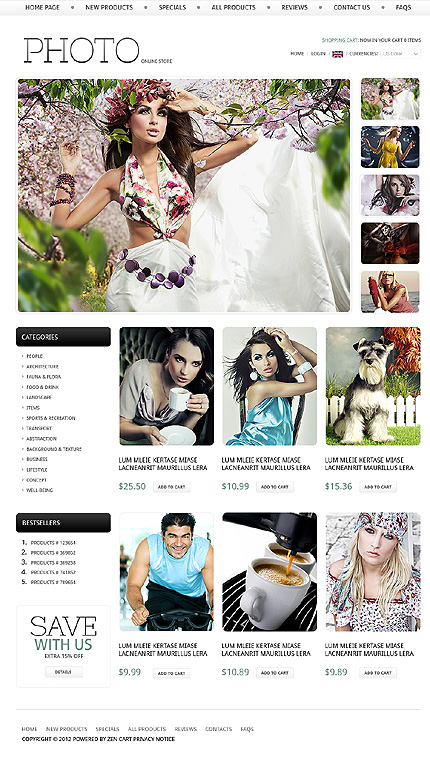 HOME PAGE NEW PRODUCTS SPECIALS ALL PRODUCTS REVIEWS CONTACT US FAQS
PHOTO
ONLINE STORE
SHOPPING CART: NOW IN YOUR CART 0 ITEMS
HOME LOGIN CURRENCIES: US Dollar
CATEGORIES
PEOPLE
ARCHITECTURE
FAUNA & FLORA
FOOD & DRINK
LANDSCAPE
ITEMS
SPORTS & RECREATION
TRANSPORT
ABSTRACTION
BACKGROUND & TEXTURE
BUSINESS
LIFESTYLE
CONCEPT
WELL-BEING
LUM MLEIE KERTASE MIASE
LACNEANRIT MAURILLUS LERA
$25.50 ADD TO CART
LUM MLEIE KERTASE MIASE
LACNEANRIT MAURILLUS LERA
$10.99 ADD TO CART
LUM MLEIE KERTASE MIASE
LACNEANRIT MAURILLUS LERA
$15.36 ADD TO CART
BESTSELLERS
1. PRODUCTS # 123654
2. PRODUCTS # 369852
3. PRODUCTS # 369258
4. PRODUCTS # 741852
5. PRODUCTS # 789654
SAVE
WITH US
EXTRA 15% OFF
DETAILS
LUM MLEIE KERTASE MIASE
LACNEANRIT MAURILLUS LERA
$9.99 ADD TO CART
LUM MLEIE KERTASE MIASE
LACNEANRIT MAURILLUS LERA
$10.89 ADD TO CART
LUM MLEIE KERTASE MIASE
LACNEANRIT MAURILLUS LERA
$9.89 ADD TO CART
HOME NEW PRODUCTS SPECIALS ALL PRODUCTS REVIEWS CONTACTS FAQS
COPYRIGHT © 2012 POWERED BY ZEN CART PRIVACY NOTICE